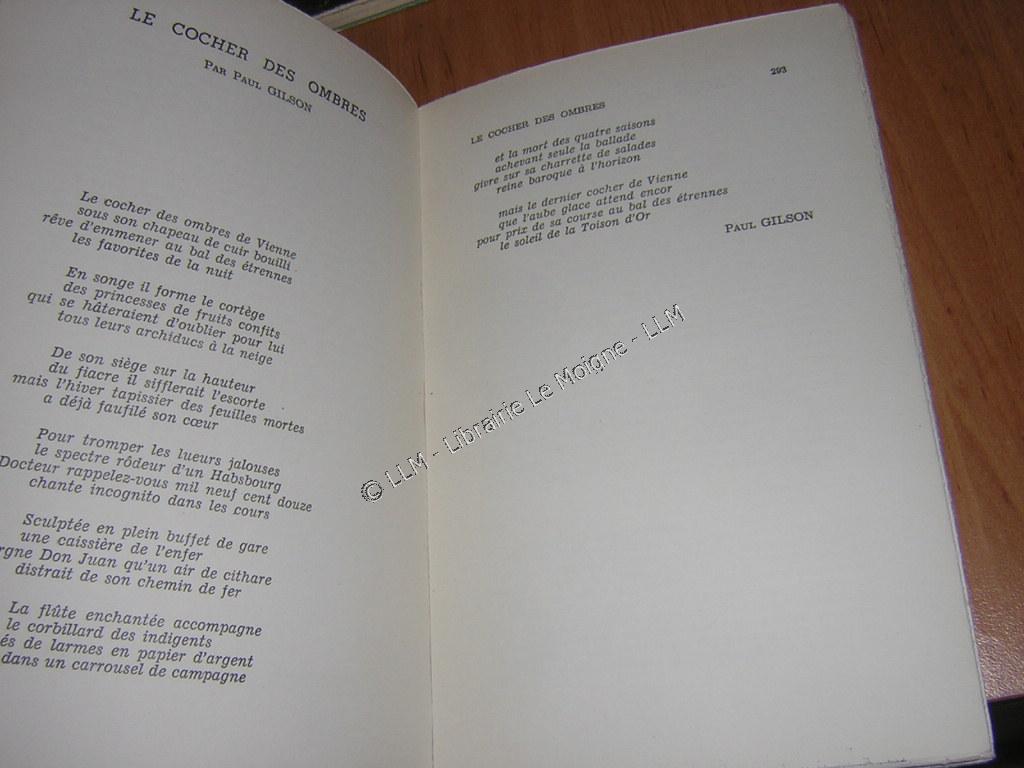 LE COCHER DES OMBRES
PAR PAUL GILSON
Le cocher des ombres de Vienne
sous son chapeau de cuir bouilli
rêve d'emmener au bal des étrennes
les favorites de la nuit
En songe il forme le cortège
des princesses de fruits confits
qui se hâteraient d'oublier pour lui
tous leurs archiducs à la neige
De son siège sur la hauteur
du fiacre il sifflerait l'escorte
mais l'hiver tapissier des feuilles mortes
a déjà faufilé son cœur
Pour tromper les lueurs jalouses
le spectre rôdeur d'un Habsbourg
Docteur rappelez-vous mil neuf cent douze
chante incognito dans les cours
Sculptée en plein buffet de gare
une caissière de l'enfer
Don Juan qu'un air de cithare
distrait de son chemin de fer
La flûte enchantée accompagne
le corbillard des indigents
de larmes en papier d'argent
dans un carrousel de campagne
293
LE COCHER DES OMBRES
et la mort des quatre saisons
achevant seule la ballade
givre sur sa charrette de salades
reine baroque à l'horizon
mais le dernier cocher de Vienne
que l'aube glace attend encor
pour prix de sa course au bal des étrennes
le soleil de la Toison d'Or
PAUL GILSON
© LLM - Librairie Le Moigne - LLM